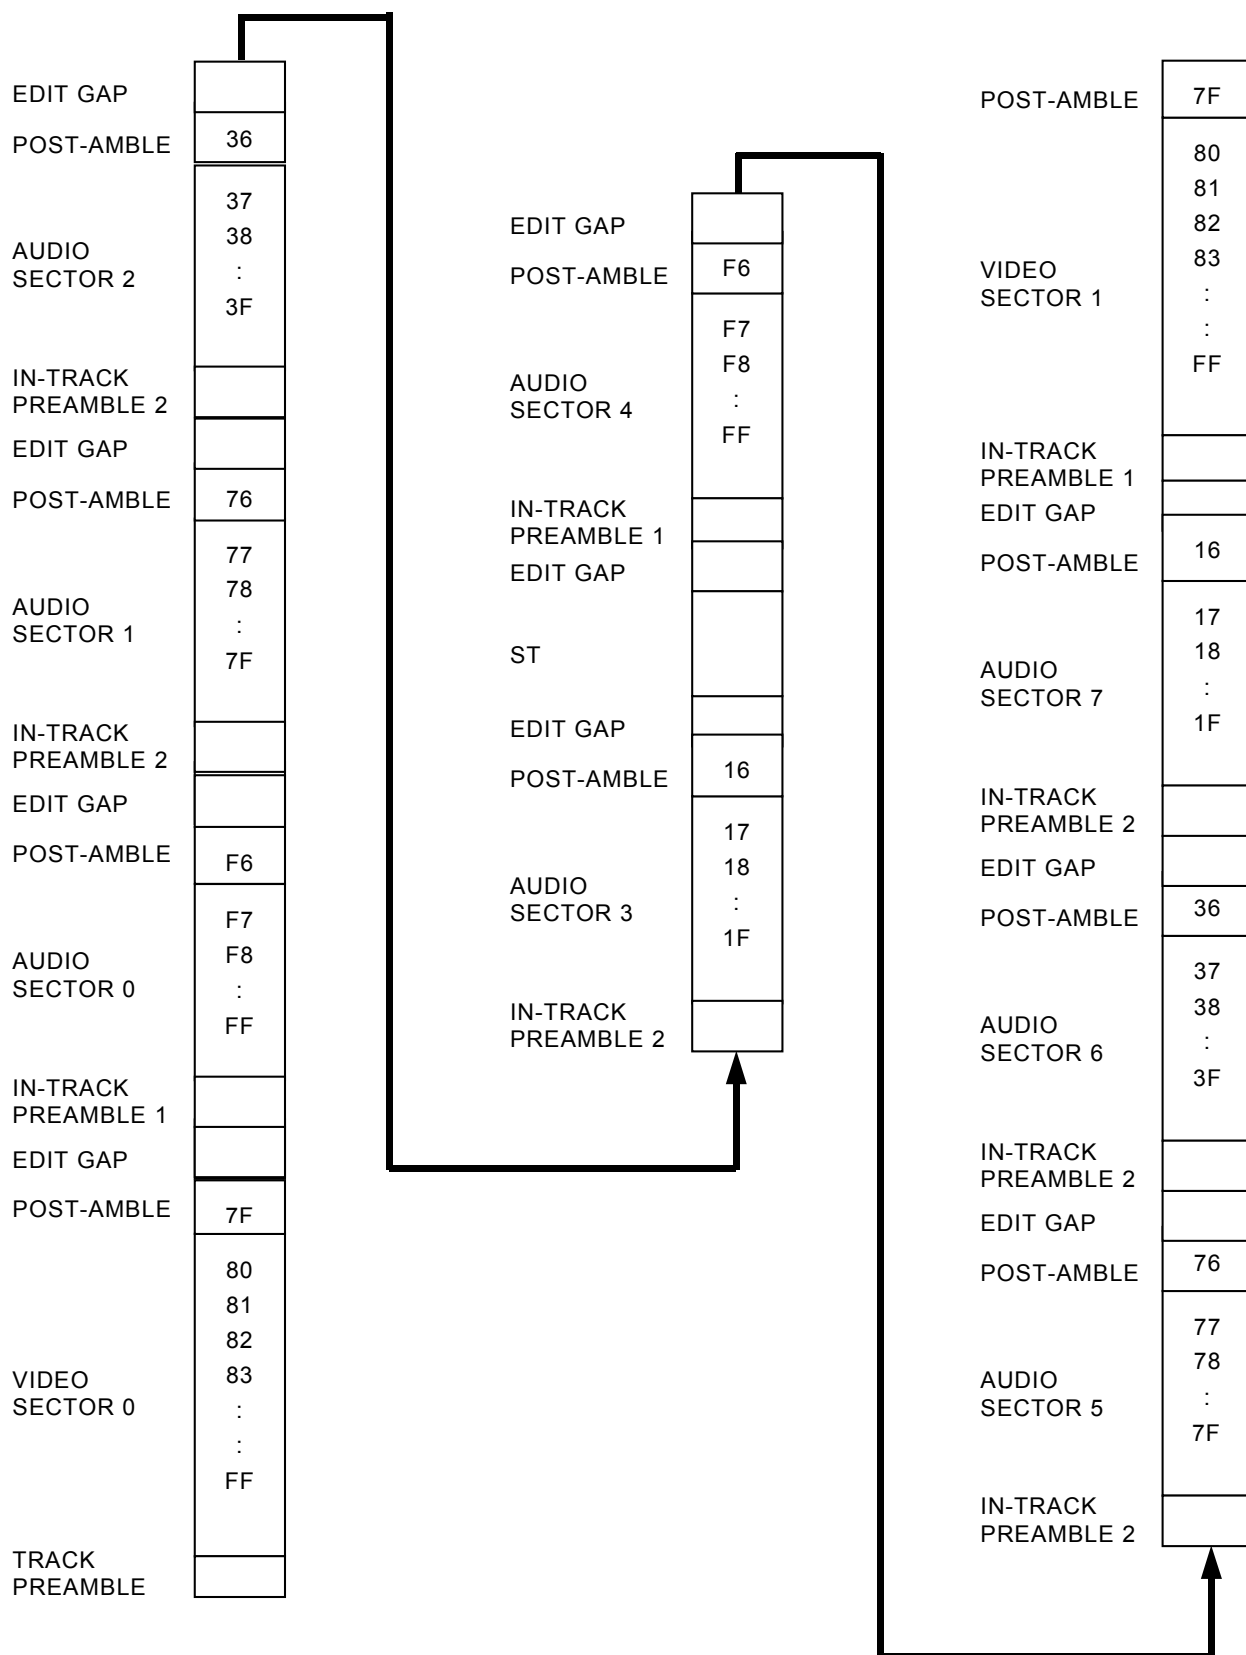 EDIT GAP
POST-AMBLE 36
37
38
AUDIO
SECTOR 2
:
3F
IN-TRACK
PREAMBLE 2
EDIT GAP
POST-AMBLE 76
77
78
AUDIO
SECTOR 1
:
7F
IN-TRACK
PREAMBLE 2
EDIT GAP
POST-AMBLE F6
F7
F8
AUDIO
SECTOR 0
:
FF
IN-TRACK
PREAMBLE 1
EDIT GAP
POST-AMBLE 7F
80
81
82
83
VIDEO
SECTOR 0
:
:
FF
TRACK
PREAMBLE
EDIT GAP
POST-AMBLE F6
F7
F8
AUDIO
SECTOR 4
:
FF
IN-TRACK
PREAMBLE 1
EDIT GAP
ST
EDIT GAP
POST-AMBLE 16
17
18
AUDIO
SECTOR 3
:
1F
IN-TRACK
PREAMBLE 2
POST-AMBLE 7F
80
81
82
83
VIDEO
SECTOR 1
:
:
FF
IN-TRACK
PREAMBLE 1
EDIT GAP
POST-AMBLE 16
17
18
AUDIO
SECTOR 7
:
1F
IN-TRACK
PREAMBLE 2
EDIT GAP
POST-AMBLE 36
37
38
AUDIO
SECTOR 6
:
3F
IN-TRACK
PREAMBLE 2
EDIT GAP
POST-AMBLE 76
77
78
AUDIO
SECTOR 5
:
7F
IN-TRACK
PREAMBLE 2